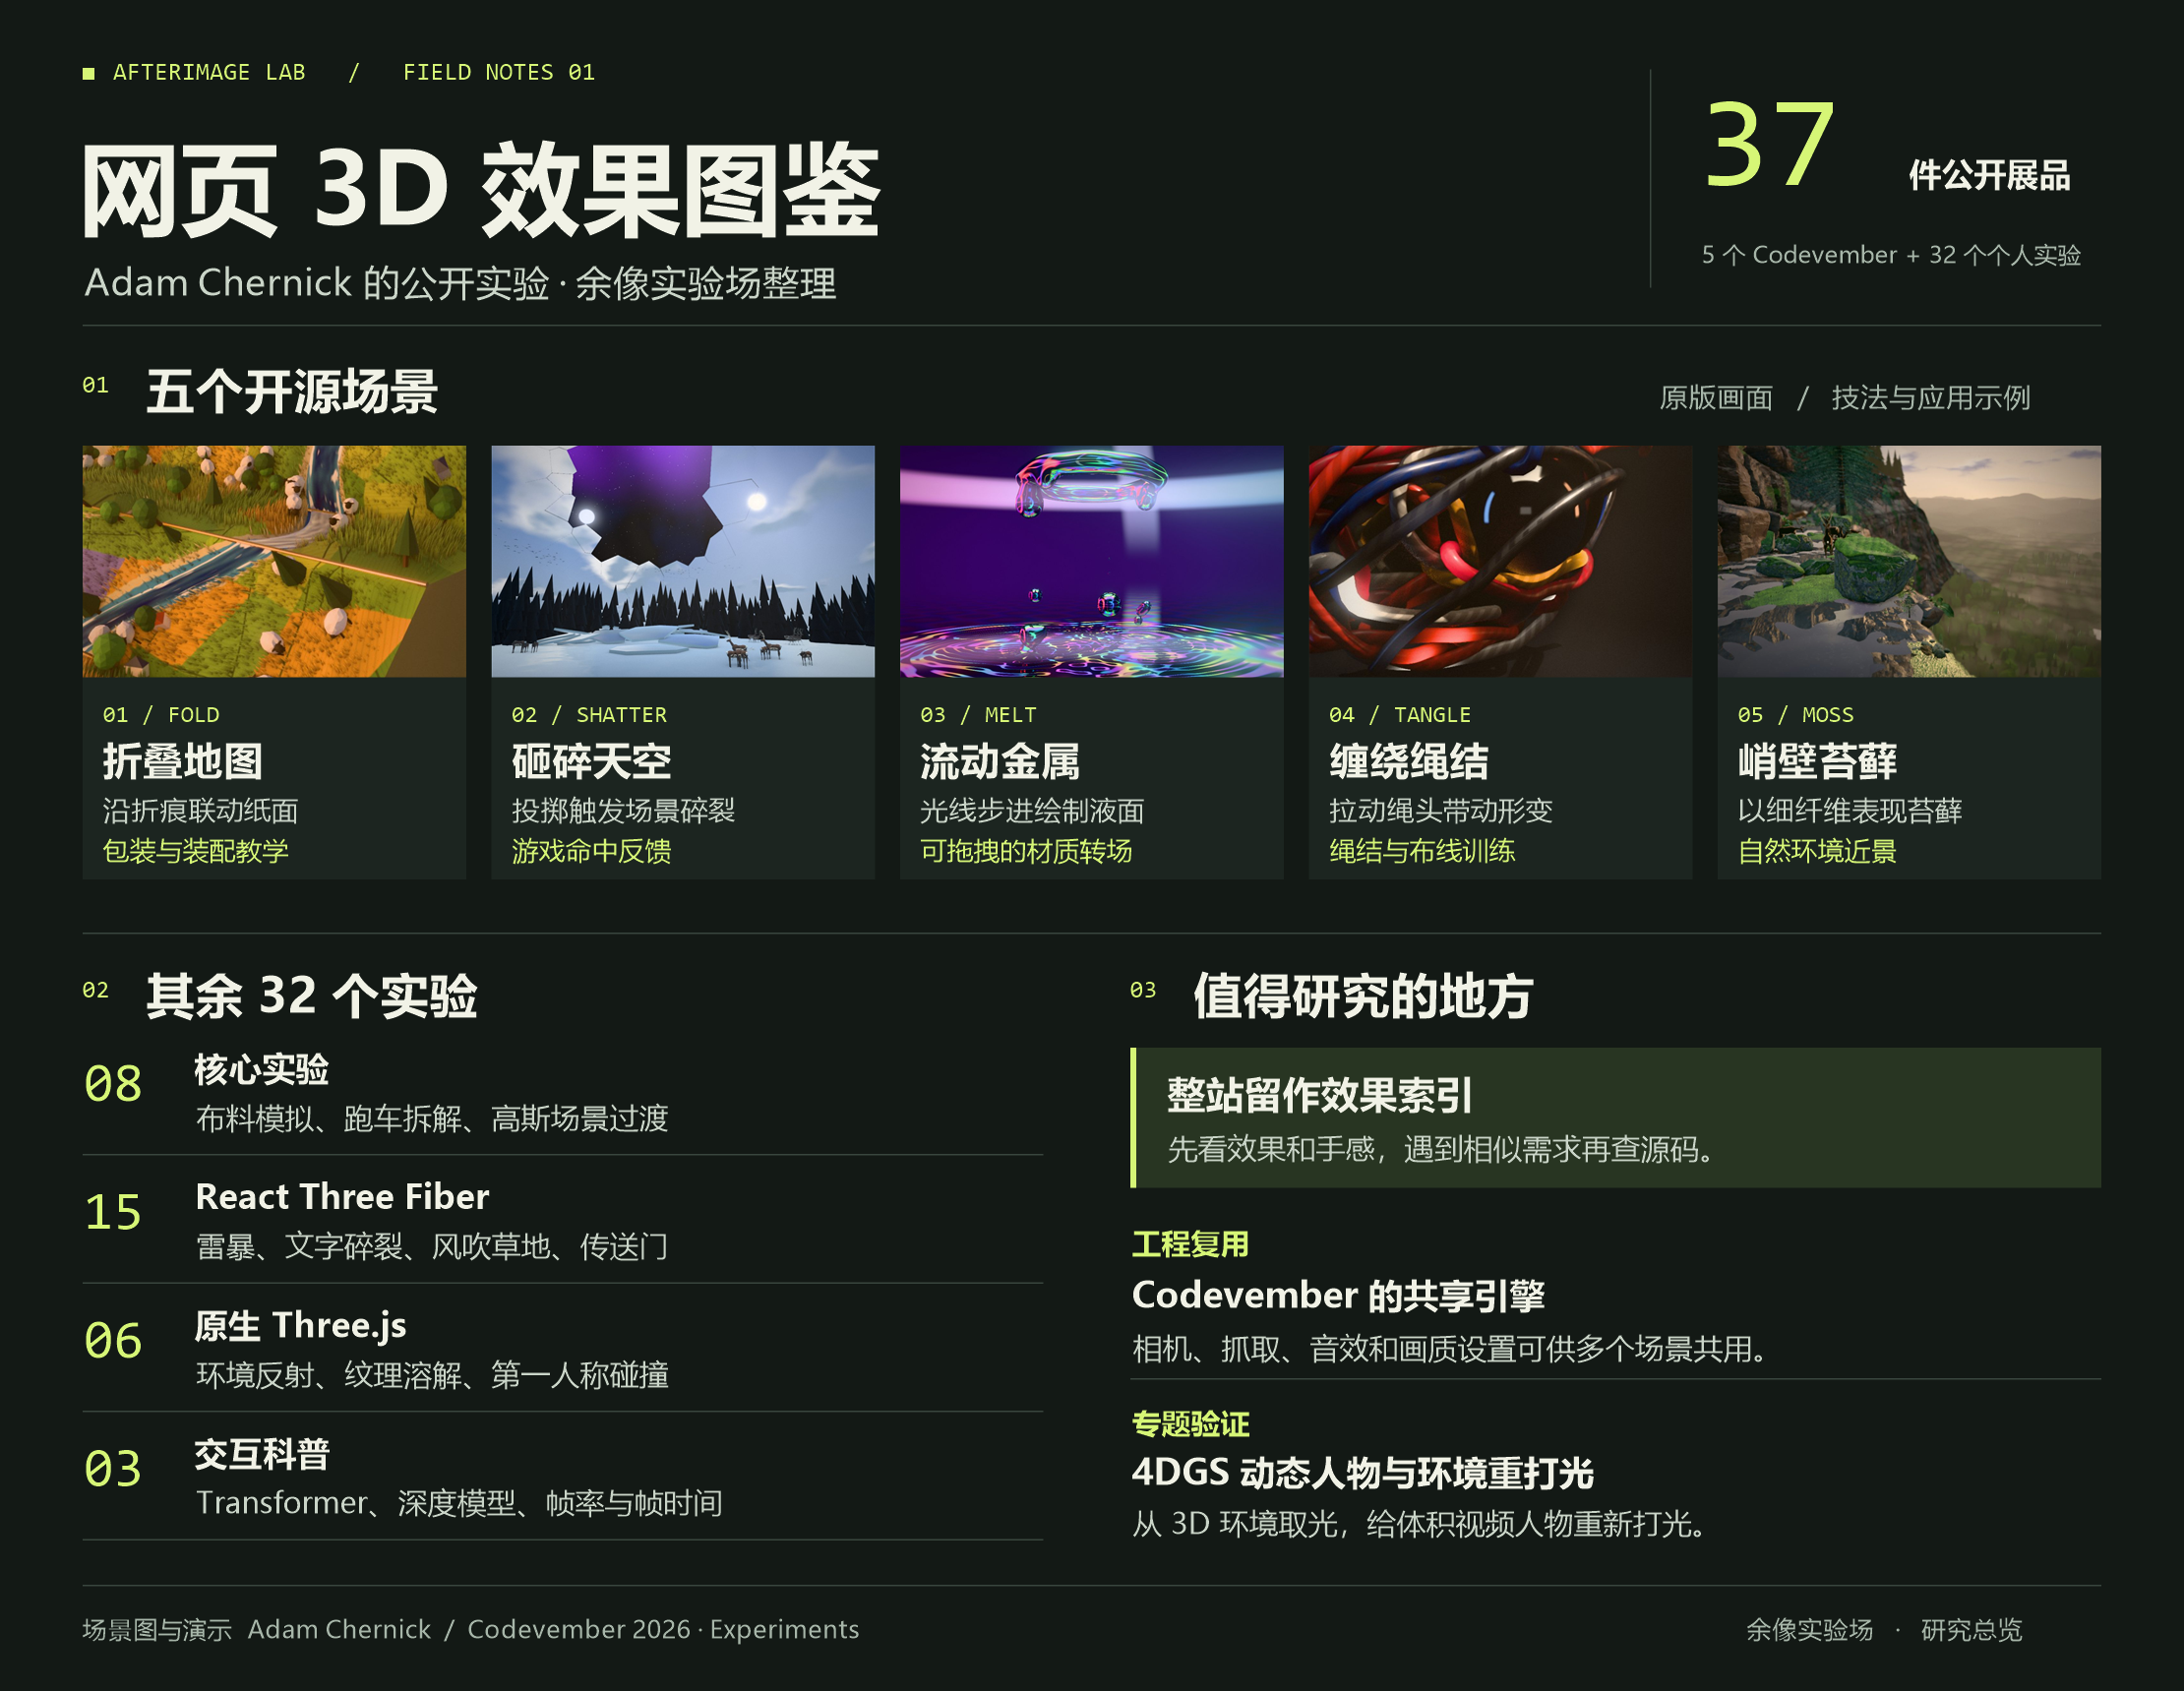 AFTERIMAGE LAB / FIELD NOTES 01
网页 3D 效果图鉴
Adam Chernick 的公开实验 · 余像实验场整理
37 件公开展品
5 个 Codevember + 32 个个人实验
01 五个开源场景
原版画面 / 技法与应用示例
01 / FOLD
折叠地图
沿折痕联动纸面
包装与装配教学
02 / SHATTER
砸碎天空
投掷触发场景碎裂
游戏命中反馈
03 / MELT
流动金属
光线步进绘制液面
可拖拽的材质转场
04 / TANGLE
缠绕绳结
拉动绳头带动形变
绳结与布线训练
05 / MOSS
峭壁苔藓
以细纤维表现苔藓
自然环境近景
02 其余 32 个实验
08 核心实验
布料模拟、跑车拆解、高斯场景过渡
15 React Three Fiber
雷暴、文字碎裂、风吹草地、传送门
06 原生 Three.js
环境反射、纹理溶解、第一人称碰撞
03 交互科普
Transformer、深度模型、帧率与帧时间
03 值得研究的地方
整站留作效果索引
先看效果和手感，遇到相似需求再查源码。
工程复用
Codevember 的共享引擎
相机、抓取、音效和画质设置可供多个场景共用。
专题验证
4DGS 动态人物与环境重打光
从 3D 环境取光，给体积视频人物重新打光。
场景图与演示 Adam Chernick / Codevember 2026 · Experiments
余像实验场 · 研究总览